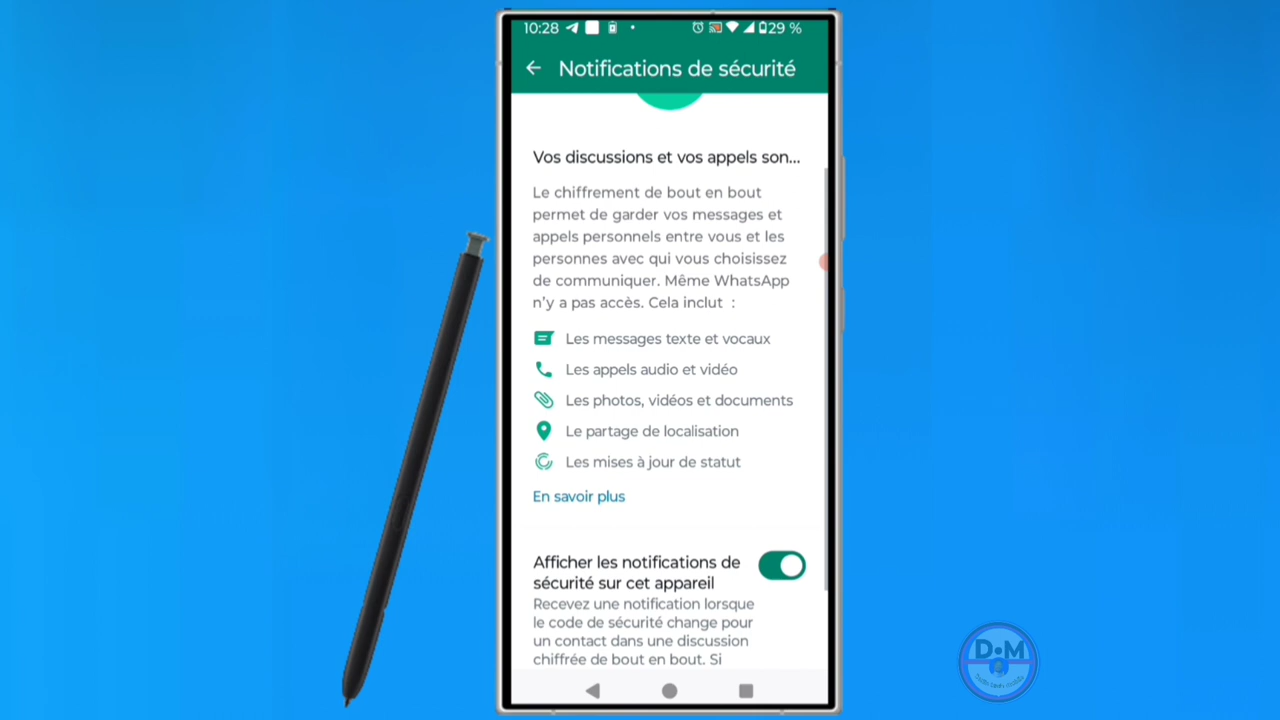 10:28
29 %
Notifications de sécurité
Vos discussions et vos appels son...
Le chiffrement de bout en bout
permet de garder vos messages et
appels personnels entre vous et les
personnes avec qui vous choisissez
de communiquer. Même WhatsApp
n'y a pas accès. Cela inclut :
Les messages texte et vocaux
Les appels audio et vidéo
Les photos, vidéos et documents
Le partage de localisation
Les mises à jour de statut
En savoir plus
Afficher les notifications de
sécurité sur cet appareil
Recevez une notification lorsque
le code de sécurité change pour
un contact dans une discussion
chiffrée de bout en bout. Si
D•M